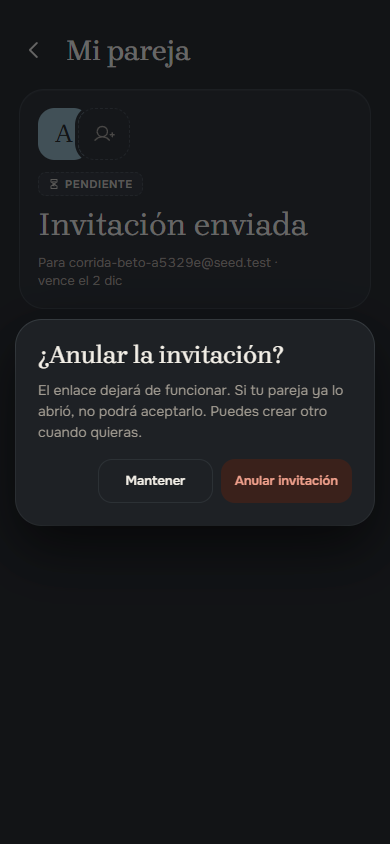 Mi pareja
A
PENDIENTE
Invitación enviada
Para corrida-beto-a5329e@seed.test ·
vence el 2 dic
¿Anular la invitación?
El enlace dejará de funcionar. Si tu pareja ya lo
abrió, no podrá aceptarlo. Puedes crear otro
cuando quieras.
Mantener
Anular invitación